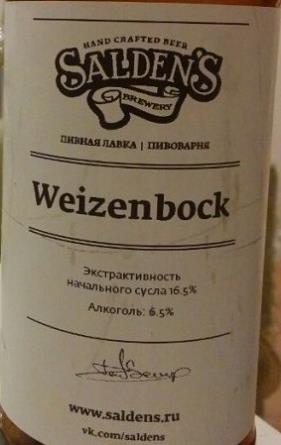 HAND CRAFTED BEER
SALDEN'S
BREWERY
ПИВНАЯ ЛАВКА | ПИВОВАРНЯ
Weizenbock
Экстрактивность
начального сусла 16.5%
Алкоголь: 6.5%
www.saldens.ru
vk.com/saldens